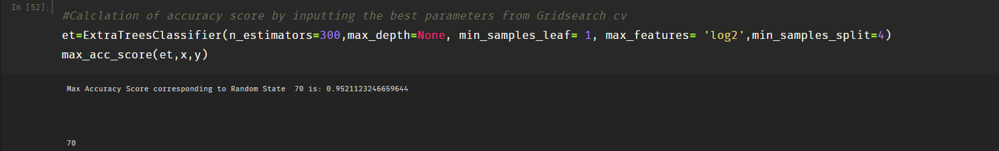 In [52]:
#Calclation of accuracy score by inputting the best parameters from Gridsearch cv
et=ExtraTreesClassifier(n_estimators=300,max_depth=None, min_samples_leaf= 1, max_features= 'log2',min_samples_split=4)
max_acc_score(et,x,y)
Max Accuracy Score corresponding to Random State  70 is: 0.9521123246659644
70